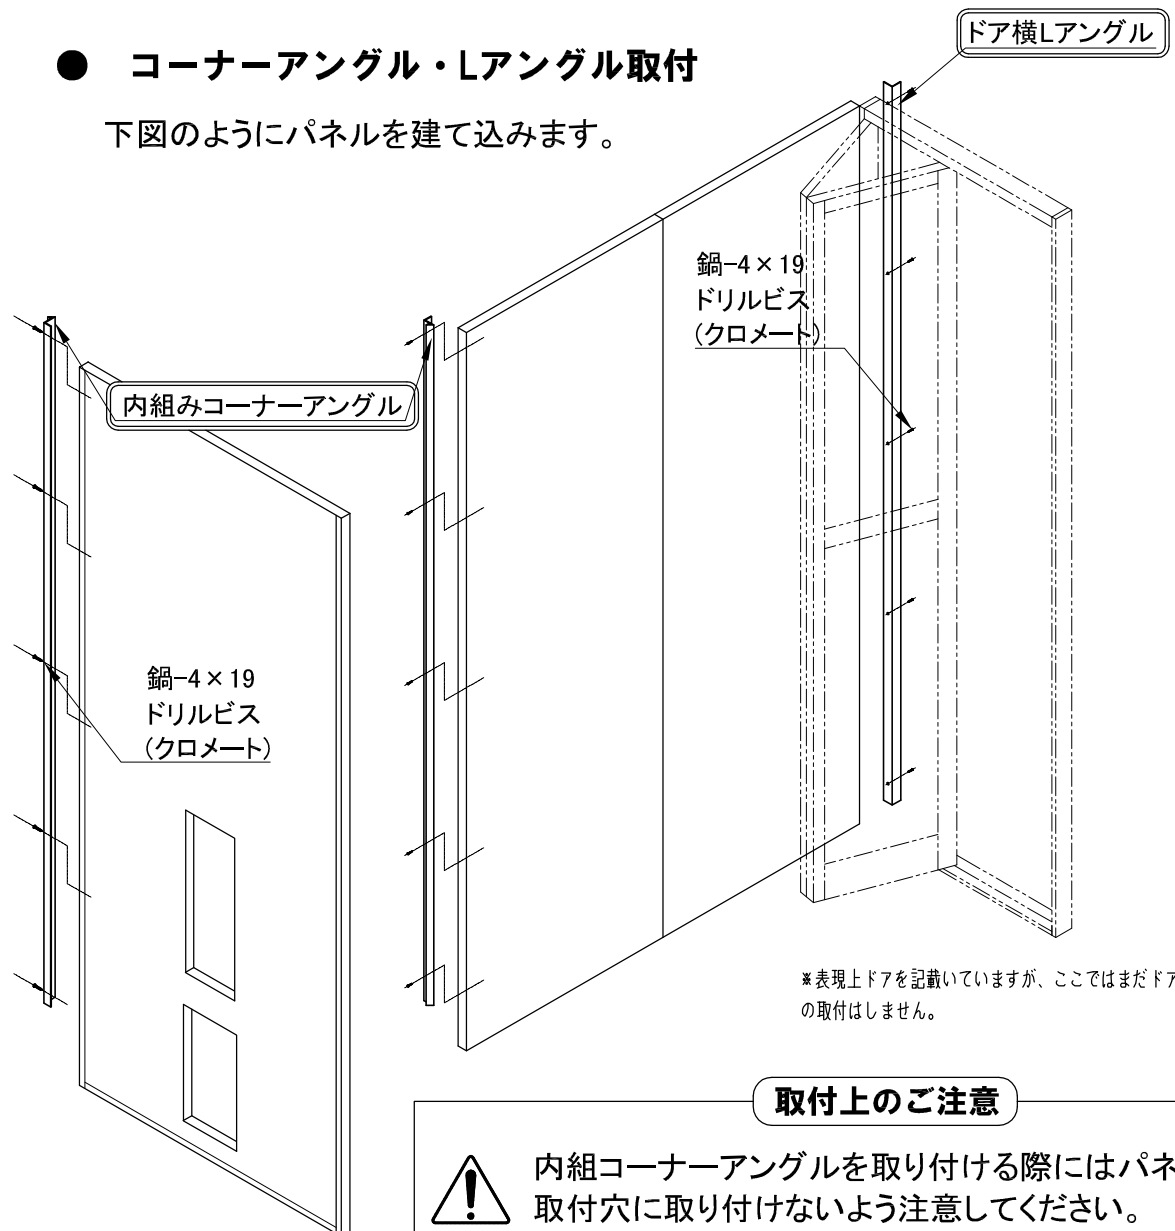 ● コーナーアングル・Lアングル取付
下図のようにパネルを建て込みます。
ドア横Lアングル
鍋-4×19
ドリルビス
(クロメート)
内組みコーナーアングル
鍋-4×19
ドリルビス
(クロメート)
※表現上ドアを記載いていますが、ここではまだドア
の取付はしません。
取付上のご注意
内組コーナーアングルを取り付ける際にはパネ
取付穴に取り付けないよう注意してください。